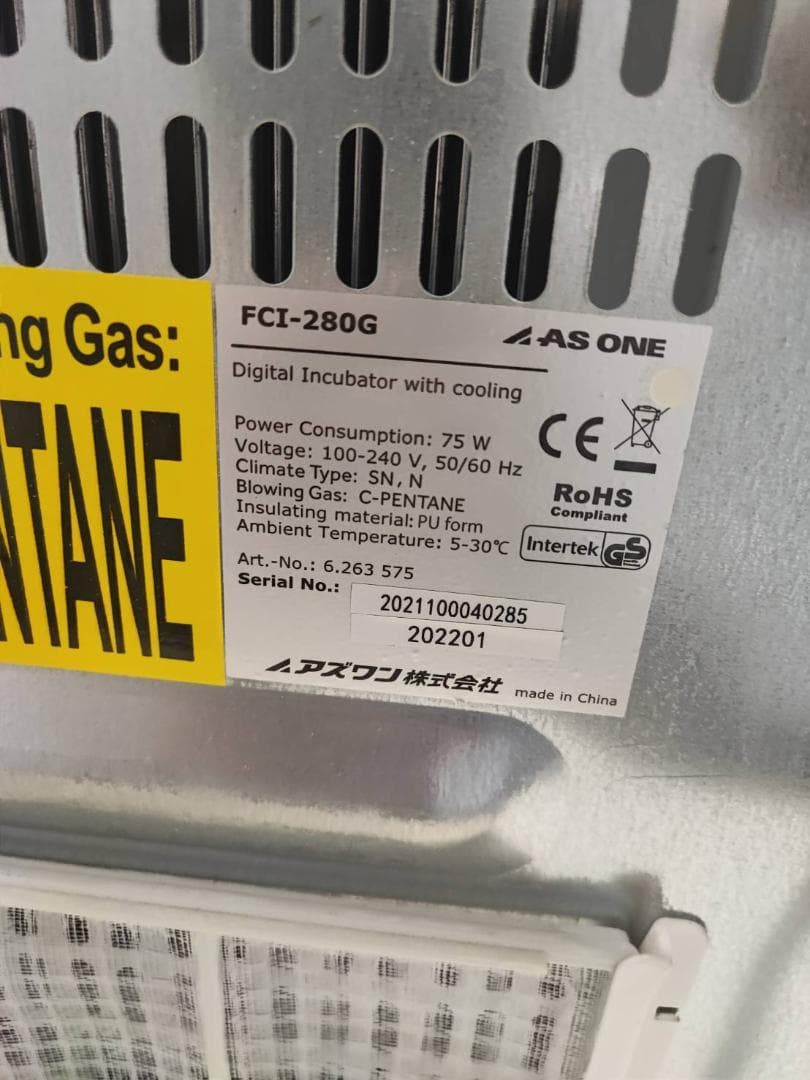 ng Gas:
NTANE
FCI-280G
AS ONE
Digital Incubator with cooling
Power Consumption: 75 W
Voltage: 100-240 V, 50/60 Hz
Climate Type: SN, N
Blowing Gas: C-PENTANE
Insulating material: PU form
Ambient Temperature: 5-30℃
CE
RoHS
Compliant
Intertek GS
Art.-No.: 6.263 575
Serial No.:
2021100040285
202201
アズワン株式会社
made in China